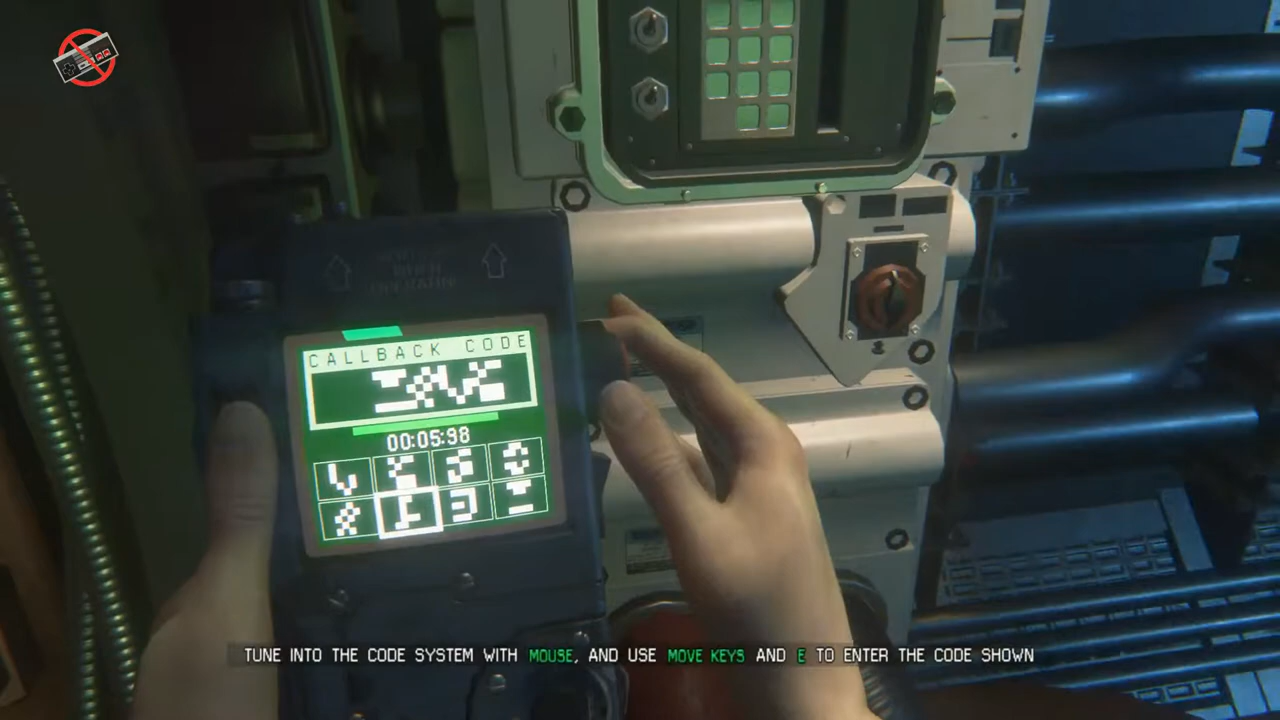 CALLBACK CODE
00:05:98
TUNE INTO THE CODE SYSTEM WITH MOUSE, AND USE MOVE KEYS AND E TO ENTER THE CODE SHOWN